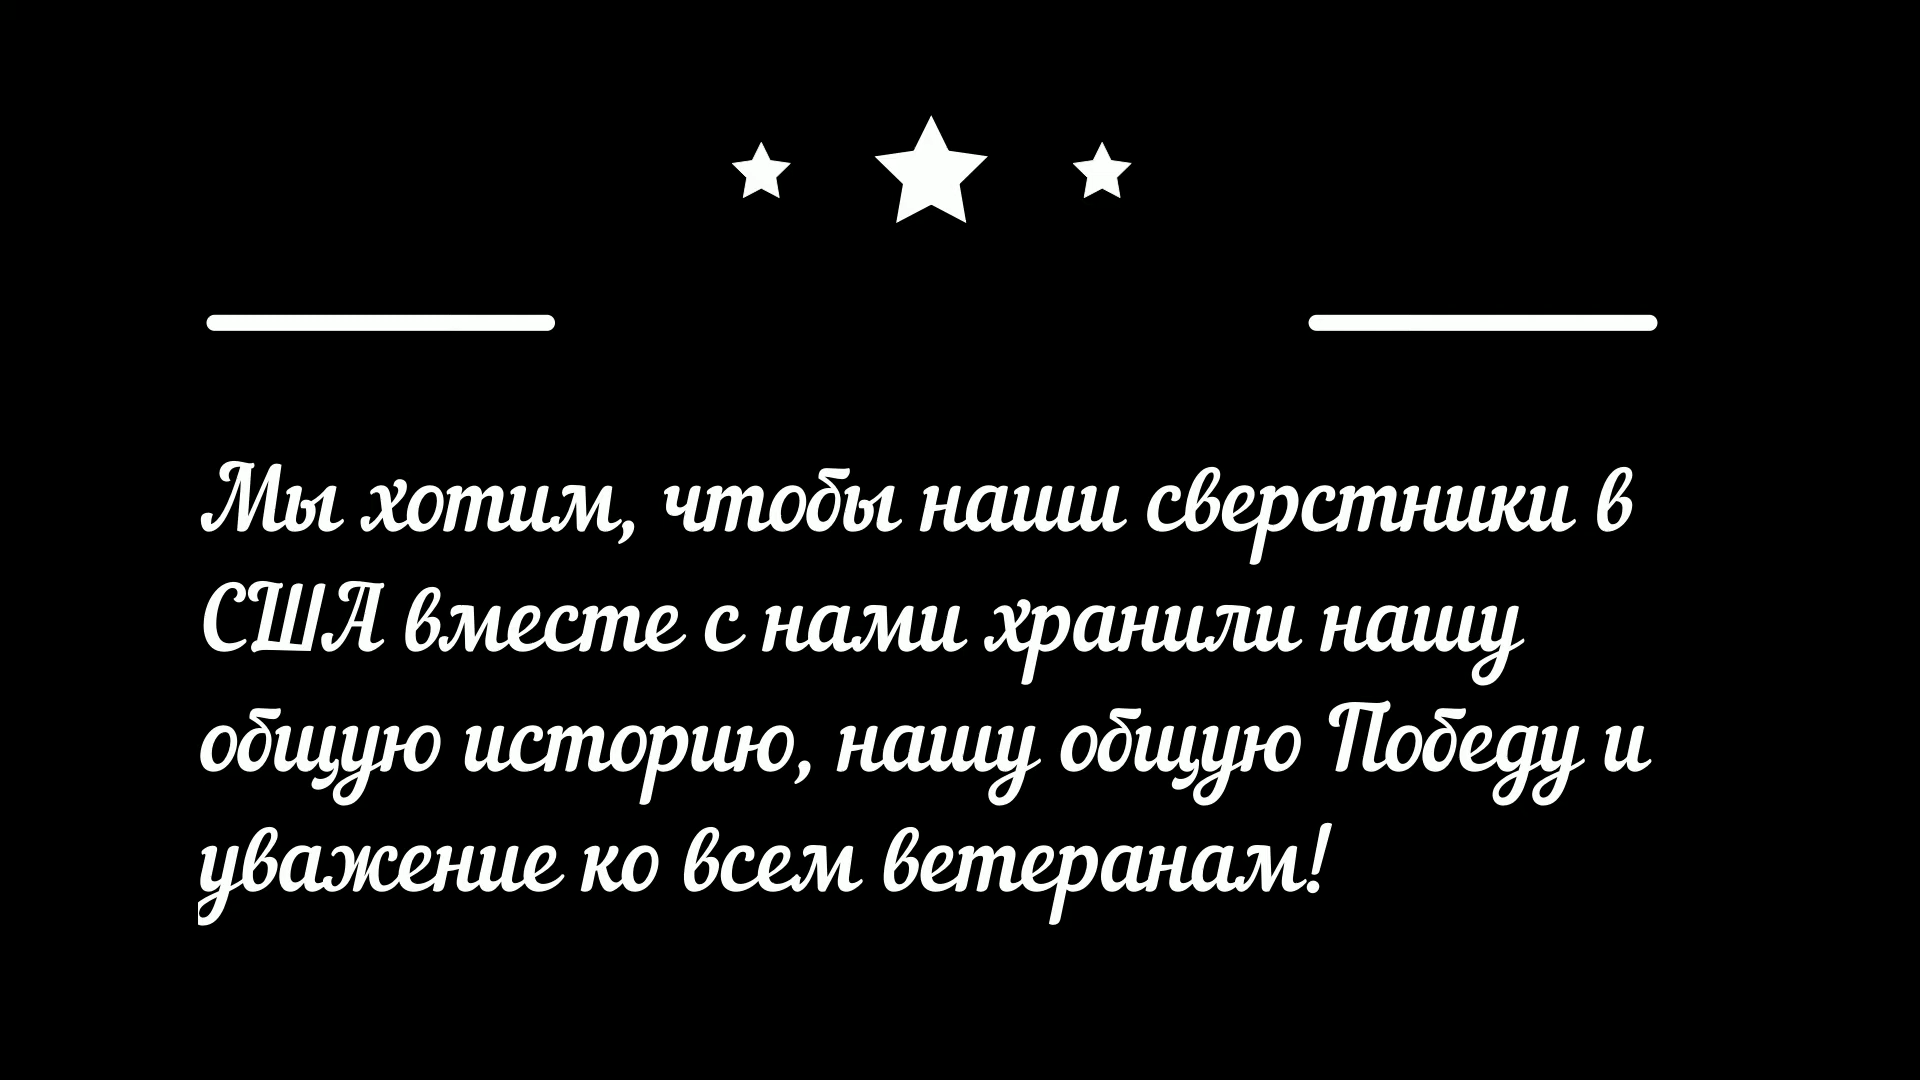 Мы хотим, чтобы наши сверстники в
США вместе с нами хранили нашу
общую историю, нашу общую Победу и
уважение ко всем ветеранам!